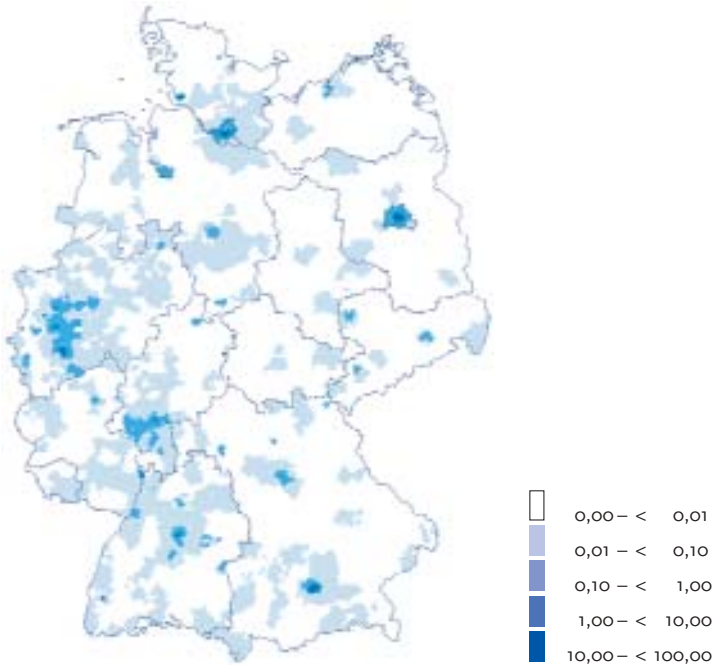 0,00 – < 0,01
0,01 – < 0,10
0,10 – < 1,00
1,00 – < 10,00
10,00 – < 100,00